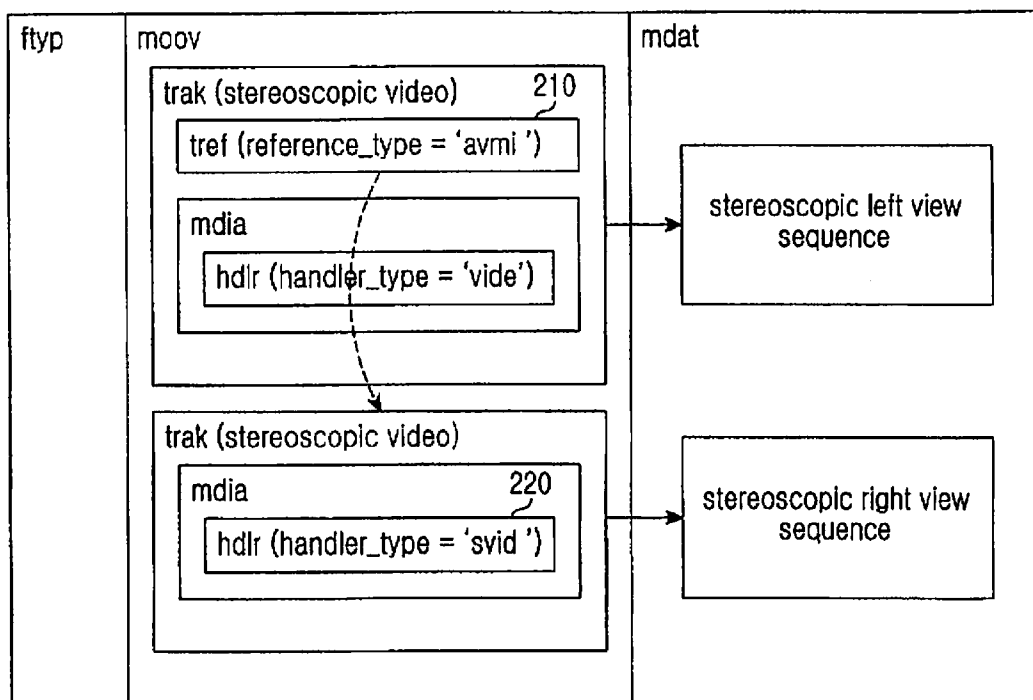 ftyp
moov
mdat
trak (stereoscopic video)
210
tref (reference_type = ‘avmi ’)
mdia
hdlr (handler_type = ‘vide’)
stereoscopic left view
sequence
trak (stereoscopic video)
mdia
220
hdlr (handler_type = ‘svid ’)
stereoscopic right view
sequence